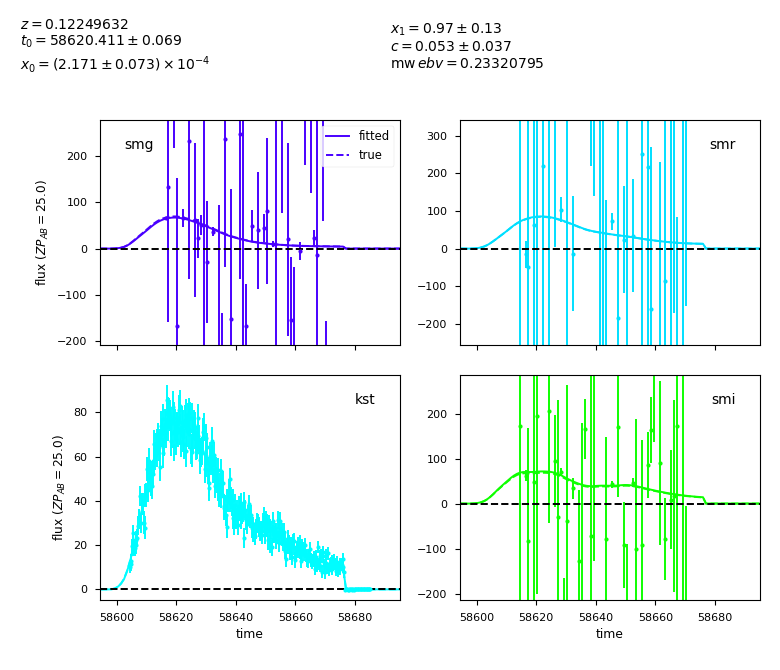 z = 0.12249632
t₀ = 58620.411 ± 0.069
x₀ = (2.171 ± 0.073) × 10⁻⁴
x₁ = 0.97 ± 0.13
c = 0.053 ± 0.037
mw ebv = 0.23320795
smg
fitted
true
200
100
0
−100
−200
flux (ZP_AB = 25.0)
smr
300
200
100
0
−100
−200
kst
80
60
40
20
0
flux (ZP_AB = 25.0)
58600 58620 58640 58660 58680
time
smi
200
100
0
−100
−200
58600 58620 58640 58660 58680
time